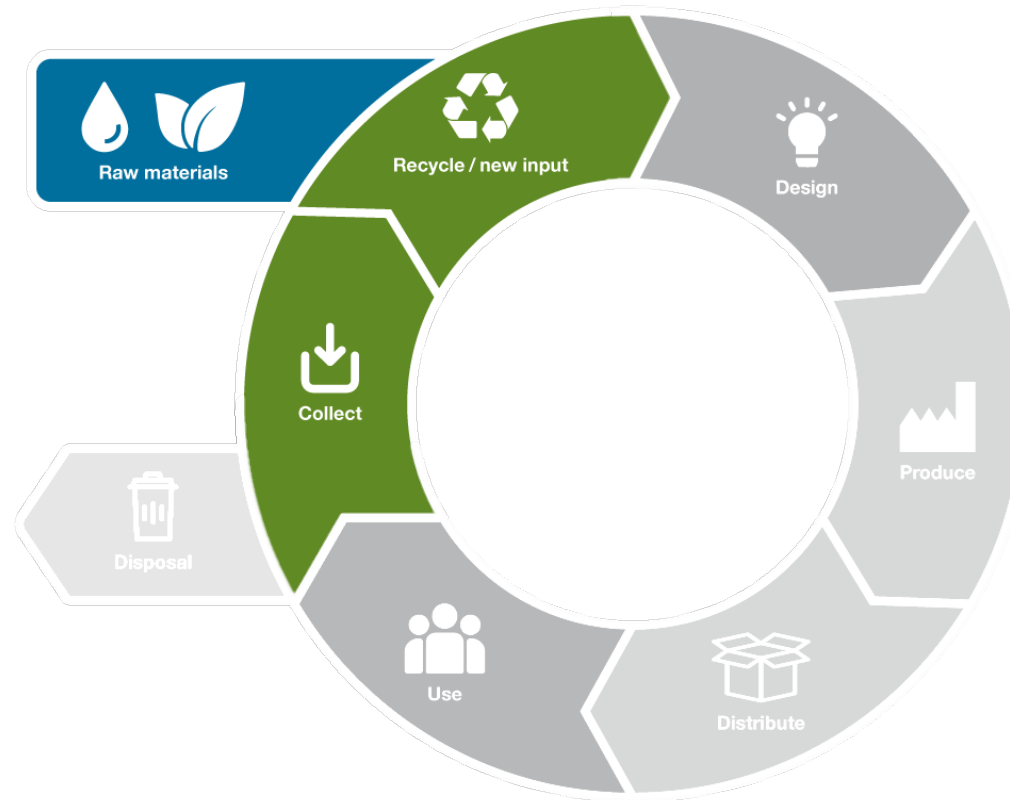 Raw materials
Recycle / new input
Design
Produce
Distribute
Use
Collect
Disposal